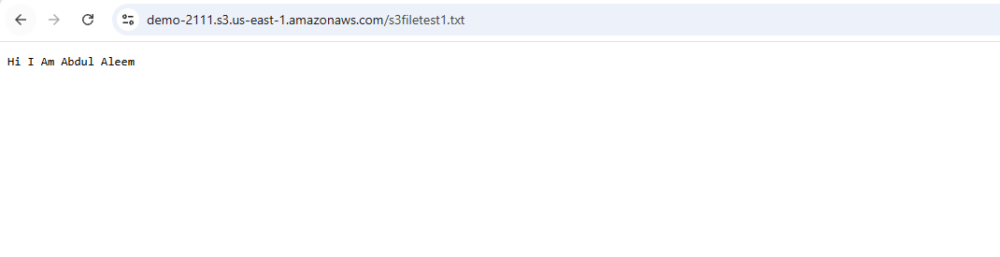 demo-2111.s3.us-east-1.amazonaws.com/s3filetest1.txt
Hi I Am Abdul Aleem